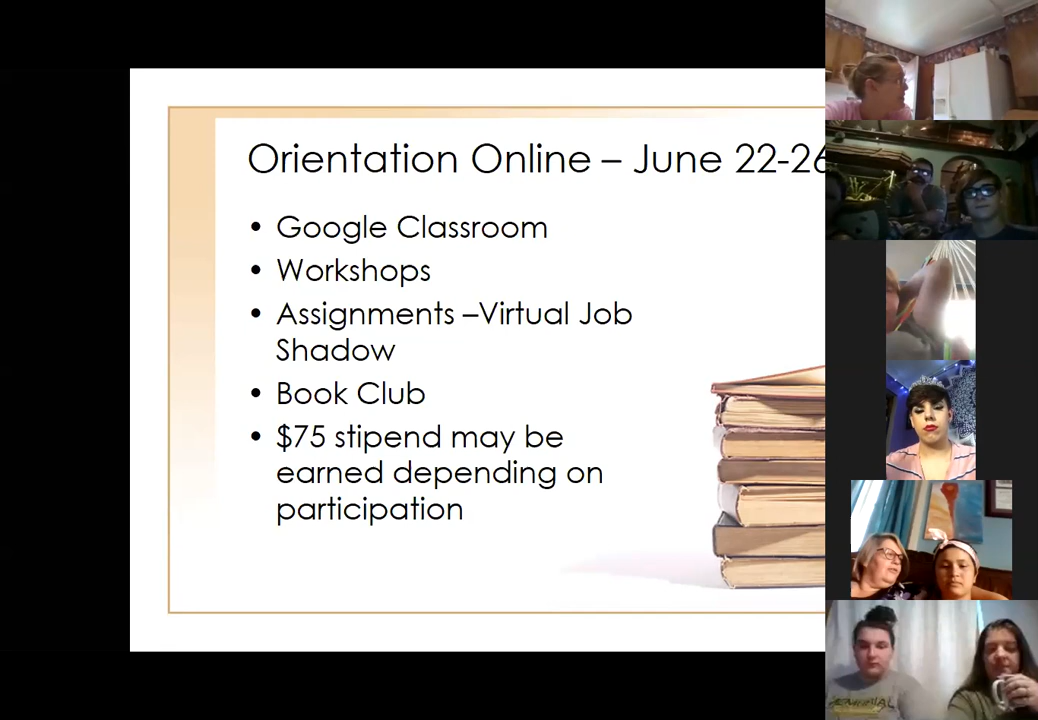 Orientation Online – June 22-26
• Google Classroom
• Workshops
• Assignments –Virtual Job
Shadow
• Book Club
• $75 stipend may be
earned depending on
participation